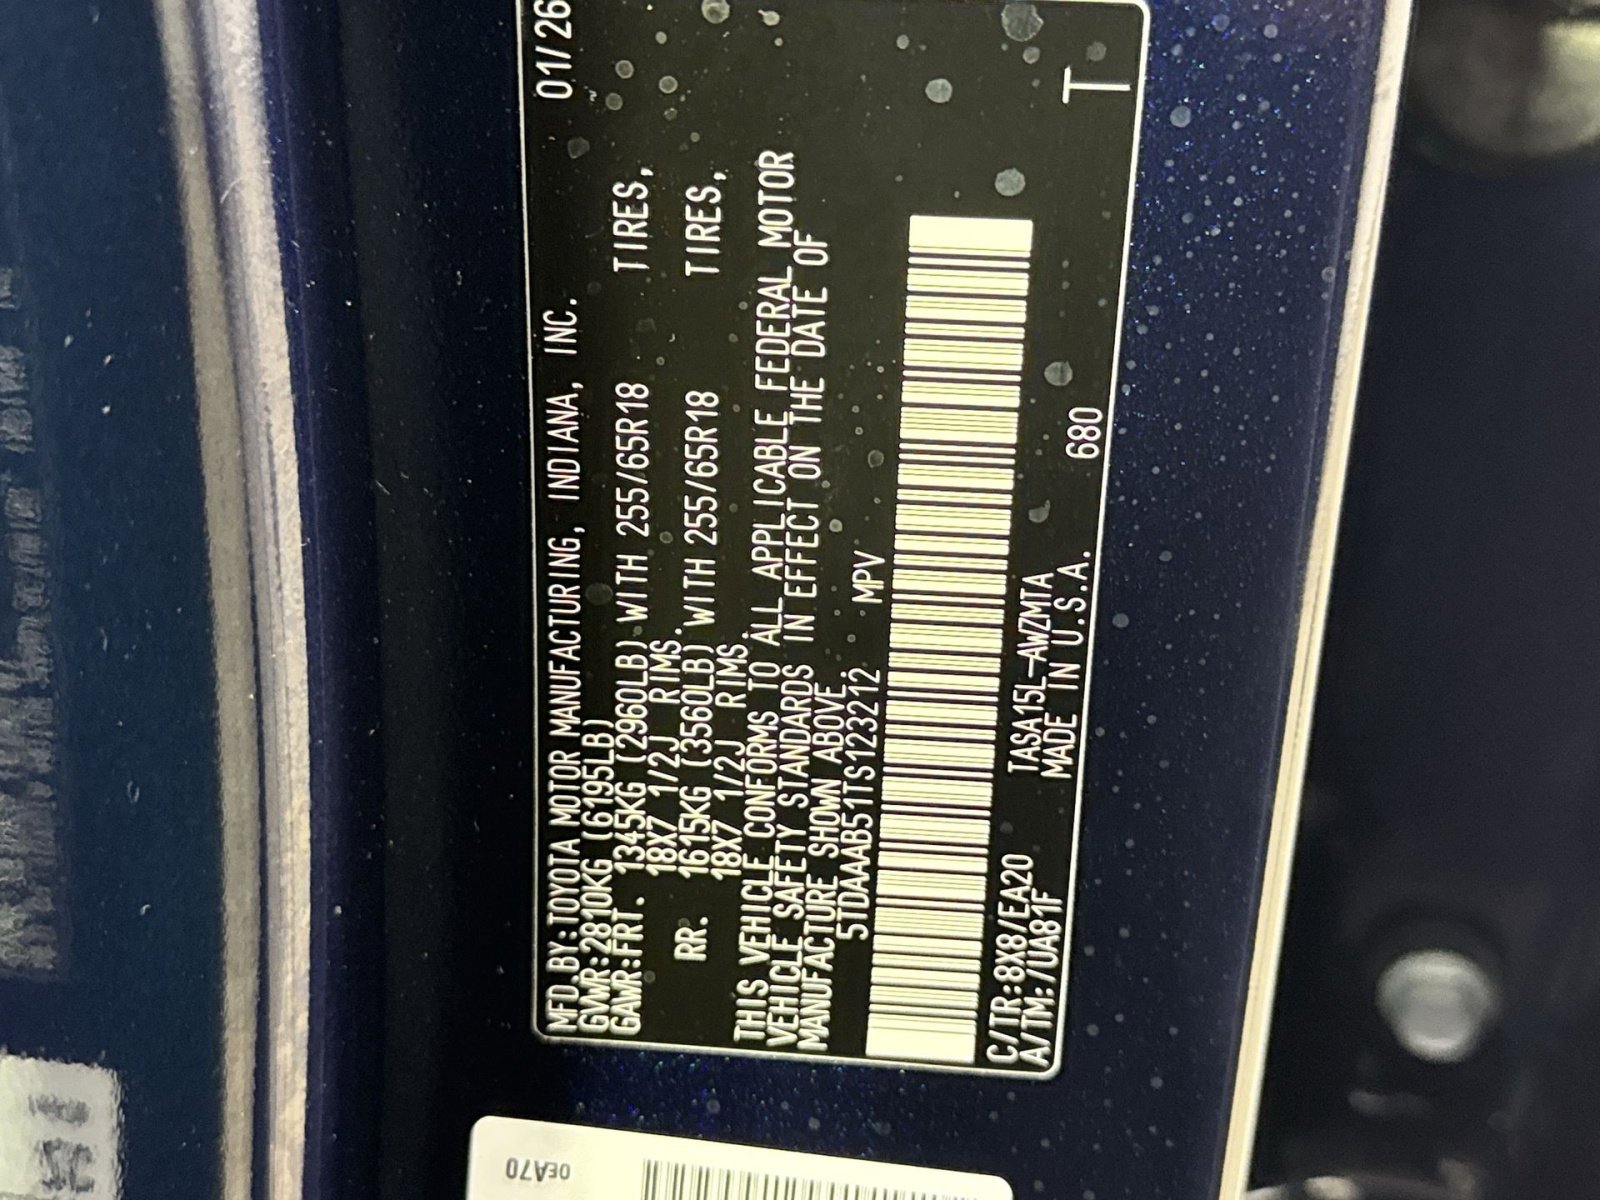 MFD.BY:TOYOTA MOTOR MANUFACTURING, INDIANA, INC. 01/26
GVWR:2810KG (6195LB)
GAWR:FRT. 1345KG (2960LB) WITH 255/65R18 TIRES,
18X7 1/2J RIMS.
RR. 1615KG (3560LB) WITH 255/65R18 TIRES,
18X7 1/2J RIMS.
THIS VEHICLE CONFORMS TO ALL APPLICABLE FEDERAL MOTOR
VEHICLE SAFETY STANDARDS IN EFFECT ON THE DATE OF
MANUFACTURE SHOWN ABOVE.
5TDAAAB51TS123212 MPV
C/TR:8X8/EA20 TASA15L-AWZMTA
A/TM:/UA81F MADE IN U.S.A. 680 T
0EA70